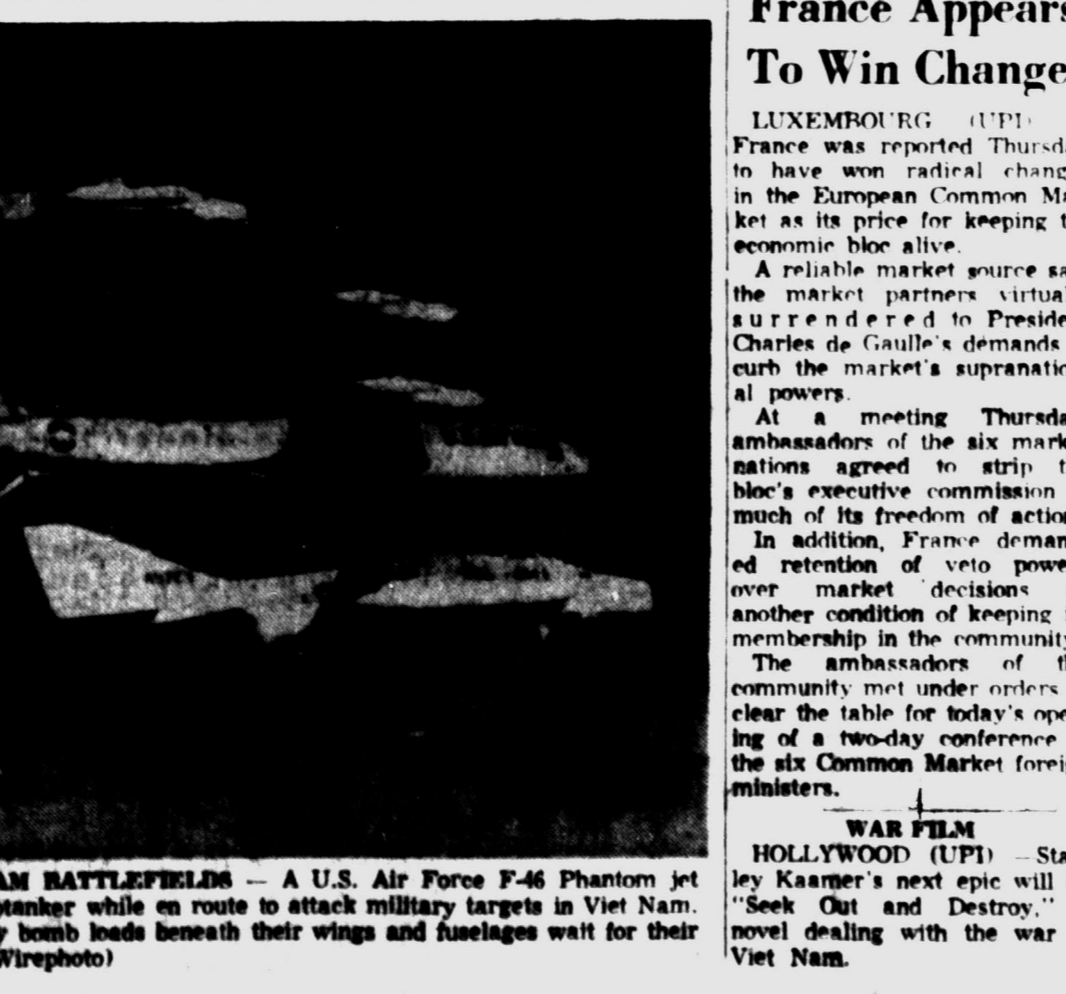 France Appears
To Win Change
LUXEMBOURG (UPI)
France was reported Thursd
to have won radical chang
in the European Common Ma
ket as its price for keeping t
economic bloc alive.
A reliable market source sa
the market partners virtua
surrendered to Preside
Charles de Gaulle's demands
curb the market's supranatio
al powers.
At a meeting Thursda
ambassadors of the six mark
nations agreed to strip t
bloc's executive commission
much of its freedom of actio
In addition, France deman
ed retention of veto powe
over market decisions
another condition of keeping
membership in the community
The ambassadors of th
community met under orders
clear the table for today's ope
ing of a two-day conference
the six Common Market forei
ministers.
WAR FILM
HOLLYWOOD (UPI) — Sta
ley Kaamer's next epic will
"Seek Out and Destroy,"
novel dealing with the war
Viet Nam.
AM BATTLEFIELDS — A U.S. Air Force F-46 Phantom jet
tanker while en route to attack military targets in Viet Nam.
y bomb loads beneath their wings and fuselages wait for their
Wirephoto)